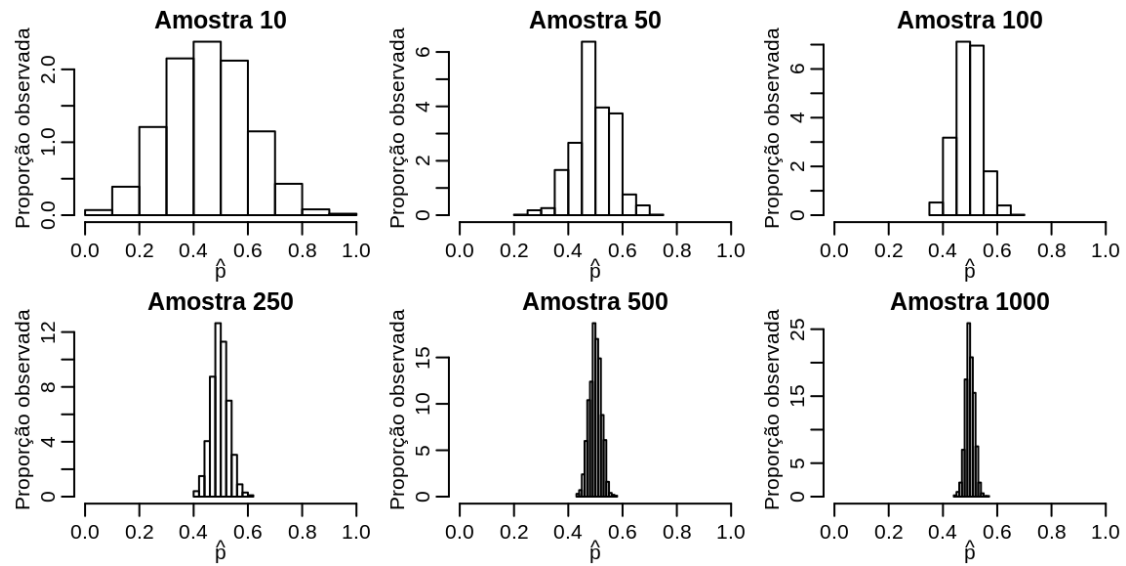 Amostra 10
Proporção observada
0.0 1.0 2.0
0.0 0.2 0.4 0.6 0.8 1.0
p̂
Amostra 50
Proporção observada
0 2 4 6
0.0 0.2 0.4 0.6 0.8 1.0
p̂
Amostra 100
Proporção observada
0 2 4 6
0.0 0.2 0.4 0.6 0.8 1.0
p̂
Amostra 250
Proporção observada
0 4 8 12
0.0 0.2 0.4 0.6 0.8 1.0
p̂
Amostra 500
Proporção observada
0 5 10 15
0.0 0.2 0.4 0.6 0.8 1.0
p̂
Amostra 1000
Proporção observada
0 5 15 25
0.0 0.2 0.4 0.6 0.8 1.0
p̂